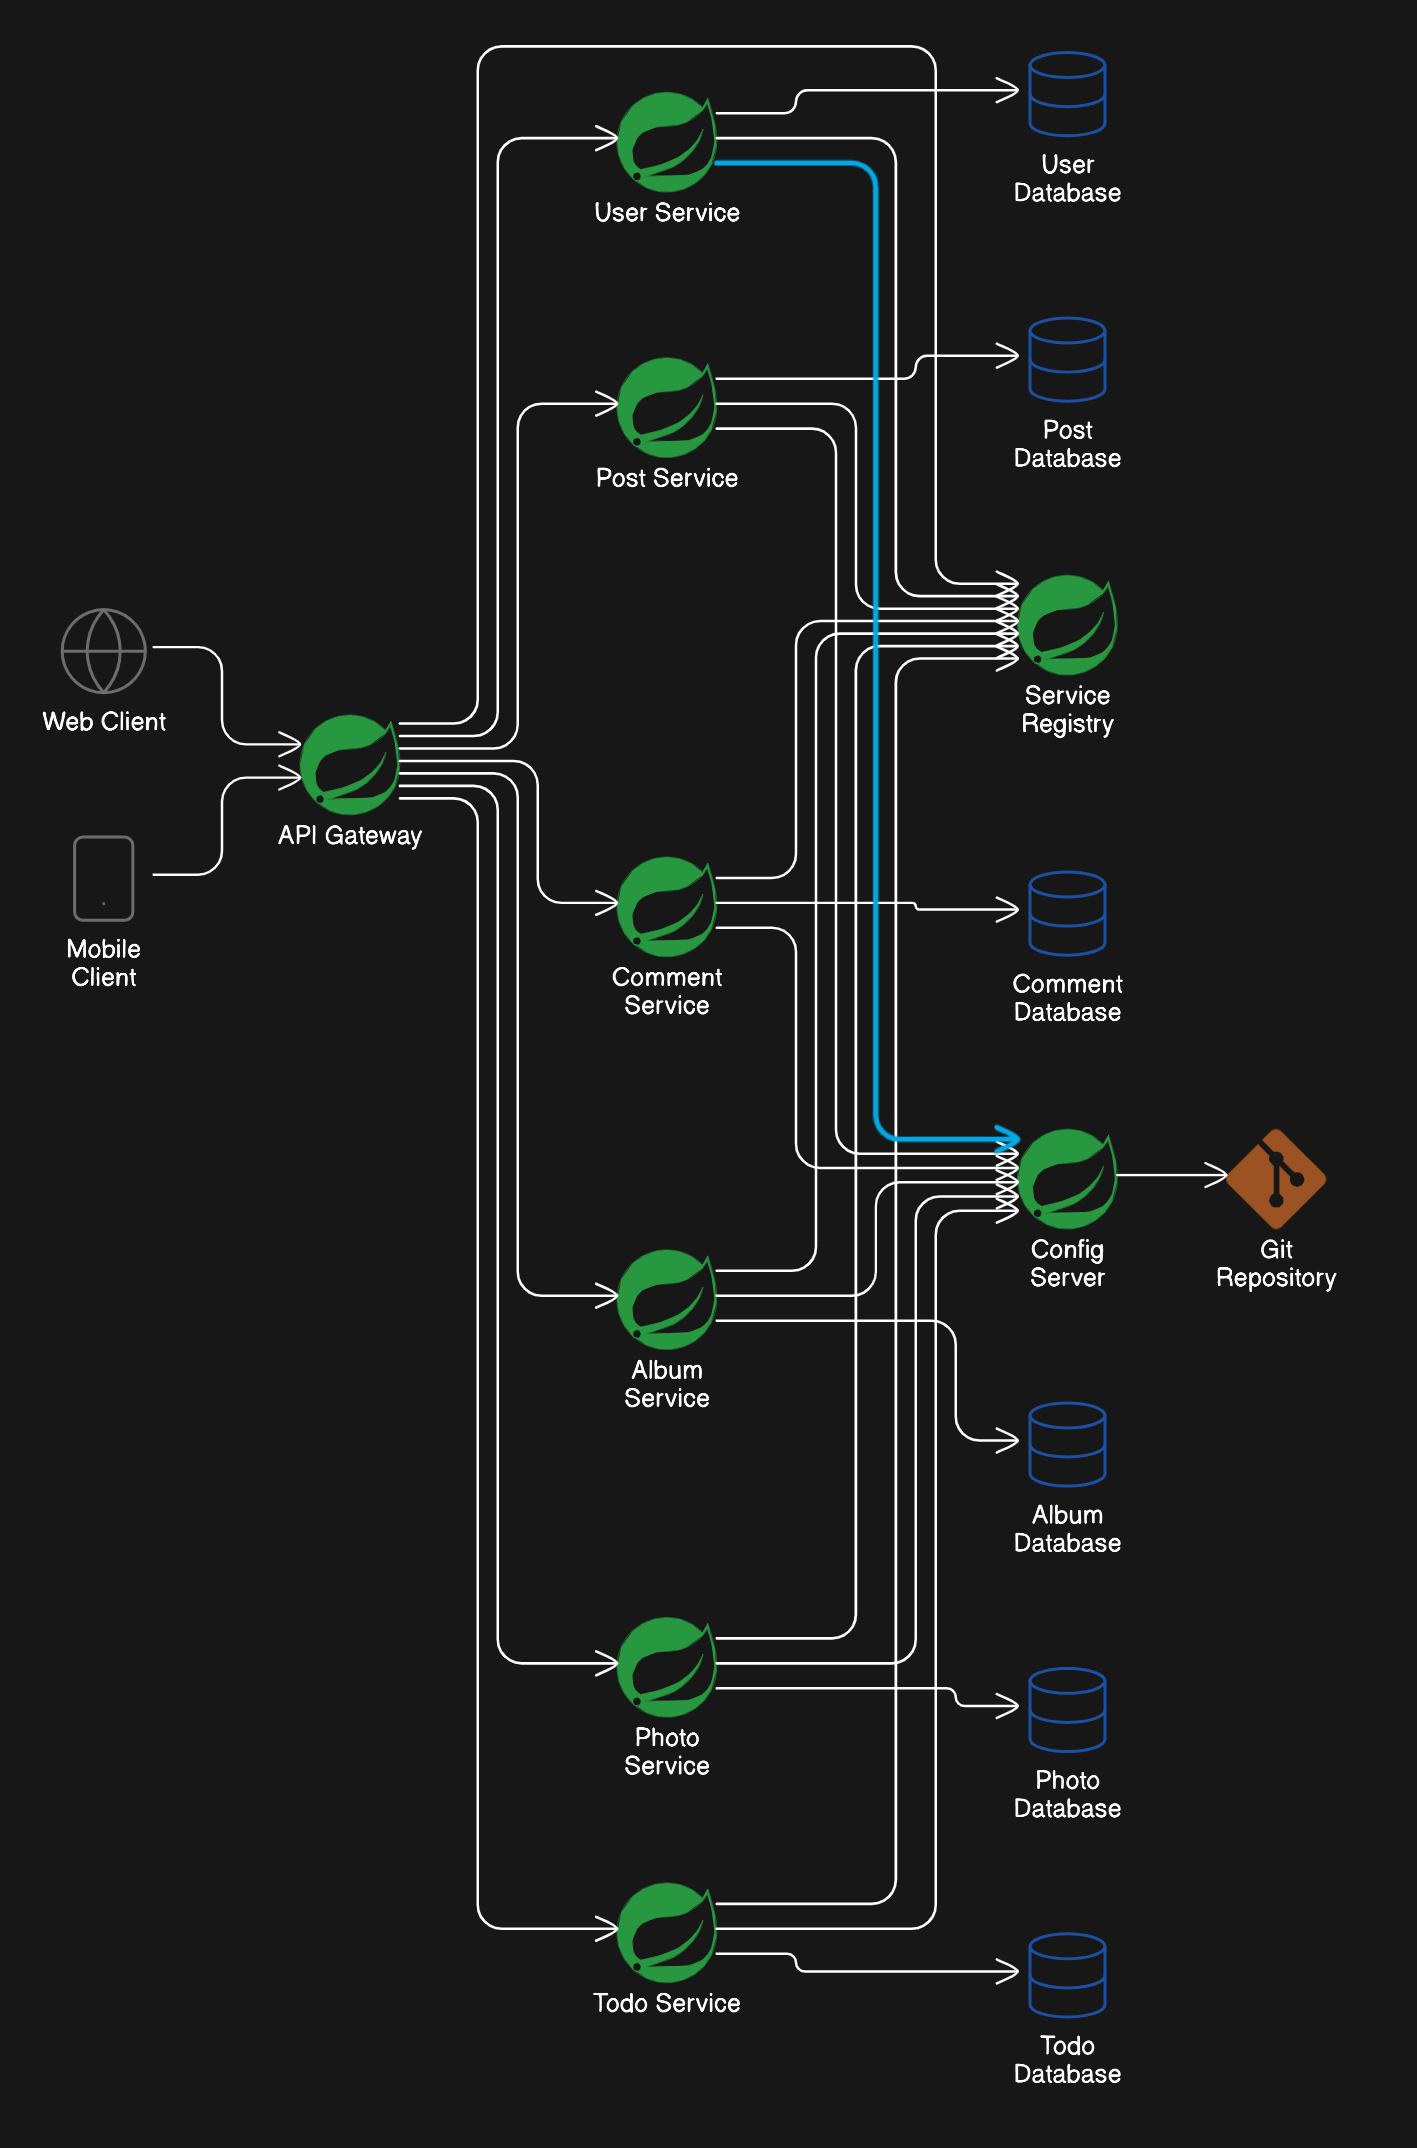 User
Database
User Service
Post
Database
Post Service
Service
Registry
Web Client
API Gateway
Mobile
Client
Comment
Service
Comment
Database
Config
Server
Git
Repository
Album
Service
Album
Database
Photo
Service
Photo
Database
Todo Service
Todo
Database